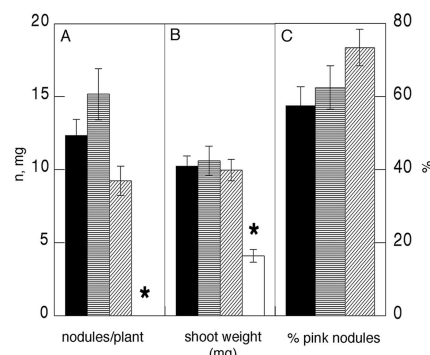 20 A B C 80
15 60
n, mg
10 40 %
* 
5 20
*
0 0
nodules/plant shoot weight % pink nodules
(mg)